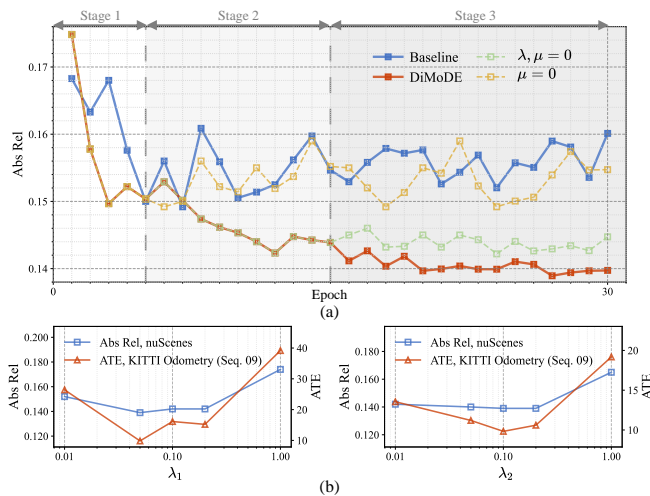 Stage 1 Stage 2 Stage 3
0.17
0.16
0.15
0.14
Abs Rel
Baseline
DiMoDE
λ, μ = 0
μ = 0
0 30
Epoch
(a)
0.200
0.180
0.160
0.140
0.120
Abs Rel
Abs Rel, nuScenes
ATE, KITTI Odometry (Seq. 09)
40
30
20
10
ATE
0.01 0.10 1.00
λ₁
0.180
0.160
0.140
0.120
Abs Rel
Abs Rel, nuScenes
ATE, KITTI Odometry (Seq. 09)
20
15
10
ATE
0.01 0.10 1.00
λ₂
(b)